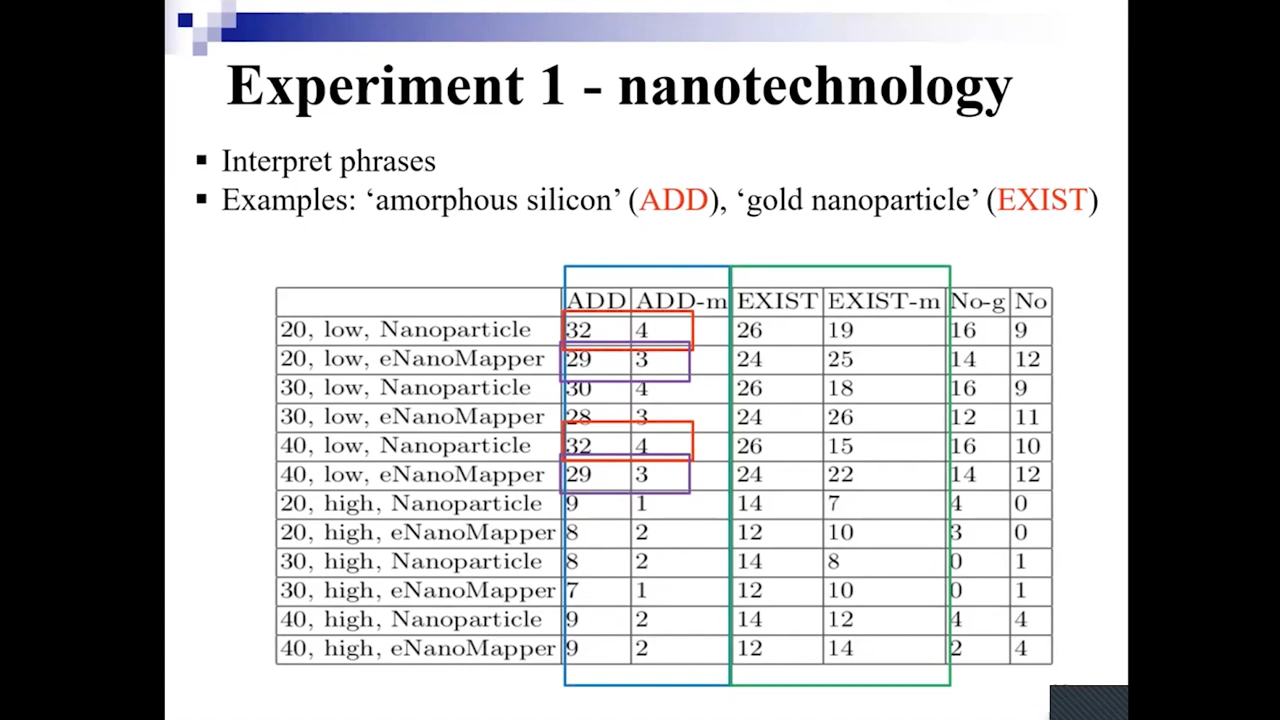 Experiment 1 - nanotechnology
Interpret phrases
Examples: ‘amorphous silicon’ (ADD), ‘gold nanoparticle’ (EXIST)
ADD ADD-m EXIST EXIST-m No-g No
20, low, Nanoparticle 32 4 26 19 16 9
20, low, eNanoMapper 29 3 24 25 14 12
30, low, Nanoparticle 30 4 26 18 16 9
30, low, eNanoMapper 28 3 24 26 12 11
40, low, Nanoparticle 32 4 26 15 16 10
40, low, eNanoMapper 29 3 24 22 14 12
20, high, Nanoparticle 9 1 14 7 4 0
20, high, eNanoMapper 8 2 12 10 3 0
30, high, Nanoparticle 8 2 14 8 0 1
30, high, eNanoMapper 7 1 12 10 0 1
40, high, Nanoparticle 9 2 14 12 4 4
40, high, eNanoMapper 9 2 12 14 2 4